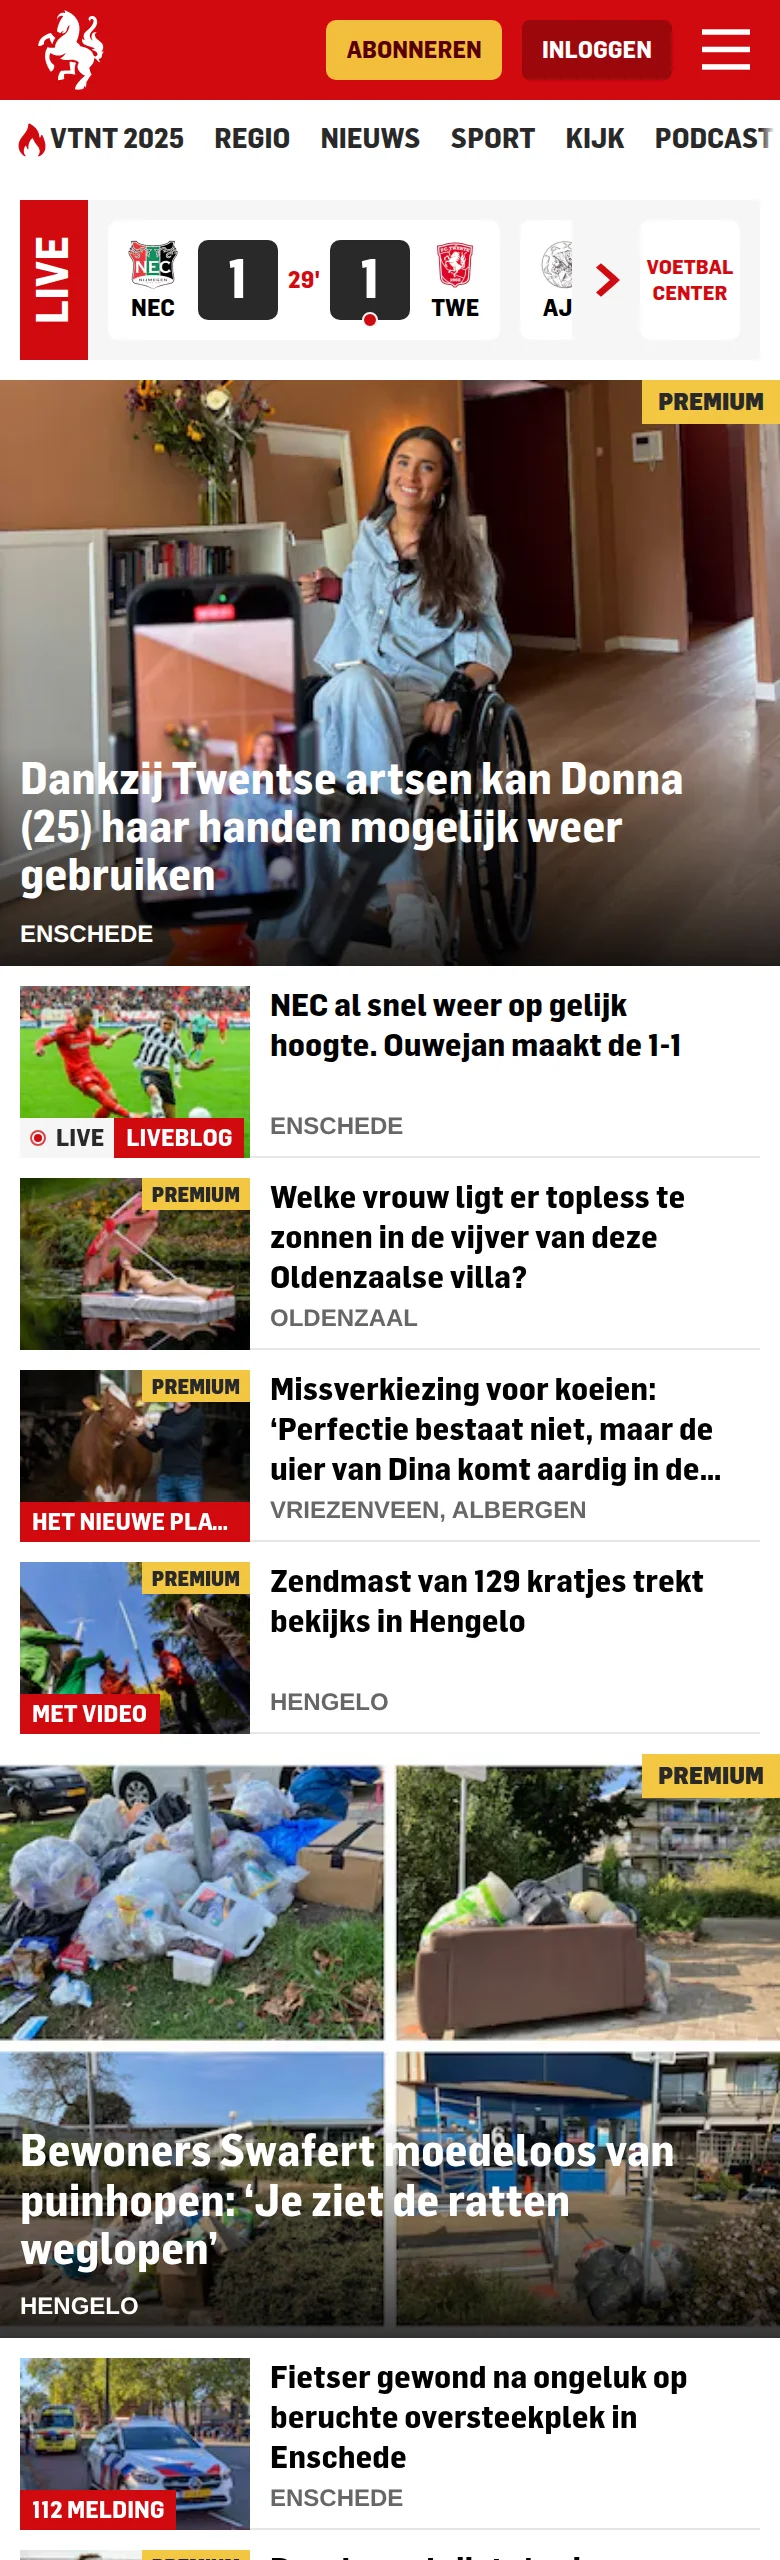 ABONNEREN
INLOGGEN
VTNT 2025 REGIO NIEUWS SPORT KIJK PODCAST
LIVE
NEC
NIJMEGEN
NEC
1
29'
1
F.C. TWENTE
TWE
AJ
VOETBAL
CENTER
PREMIUM
Dankzij Twentse artsen kan Donna
(25) haar handen mogelijk weer
gebruiken
ENSCHEDE
NEC al snel weer op gelijk
hoogte. Ouwejan maakt de 1-1
LIVE LIVEBLOG
ENSCHEDE
PREMIUM
Welke vrouw ligt er topless te
zonnen in de vijver van deze
Oldenzaalse villa?
OLDENZAAL
PREMIUM
HET NIEUWE PLA...
Missverkiezing voor koeien:
‘Perfectie bestaat niet, maar de
uier van Dina komt aardig in de...
VRIEZENVEEN, ALBERGEN
PREMIUM
MET VIDEO
Zendmast van 129 kratjes trekt
bekijks in Hengelo
HENGELO
PREMIUM
Bewoners Swafert moedeloos van
puinhopen: ‘Je ziet de ratten
weglopen’
HENGELO
112 MELDING
Fietser gewond na ongeluk op
beruchte oversteekplek in
Enschede
ENSCHEDE